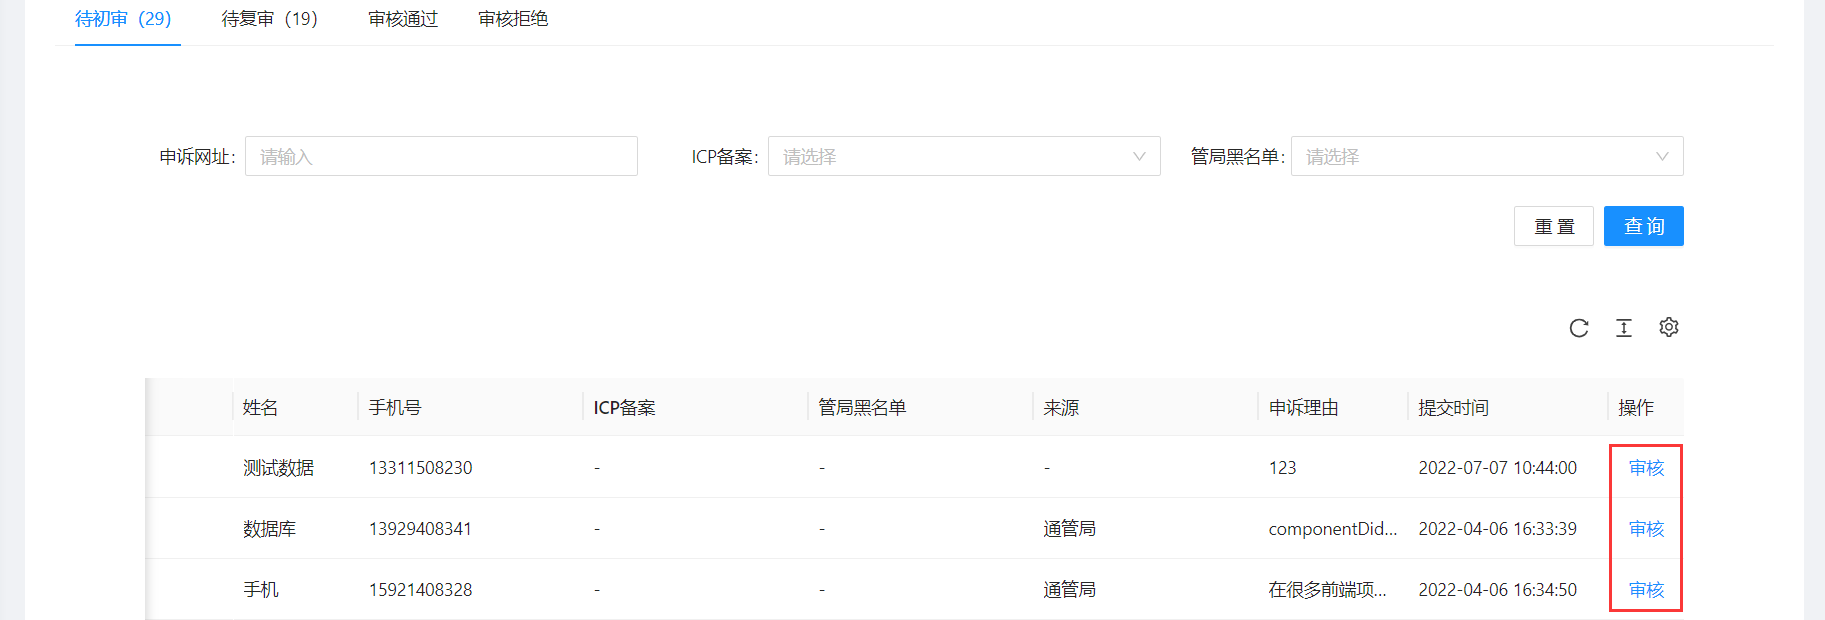 待初审（29） 待复审（19） 审核通过 审核拒绝
申诉网址： 请输入 ICP备案： 请选择 管局黑名单： 请选择
重置 查询
姓名 手机号 ICP备案 管局黑名单 来源 申诉理由 提交时间 操作
测试数据 13311508230 - - - 123 2022-07-07 10:44:00 审核
数据库 13929408341 - - 通管局 componentDid... 2022-04-06 16:33:39 审核
手机 15921408328 - - 通管局 在很多前端项... 2022-04-06 16:34:50 审核